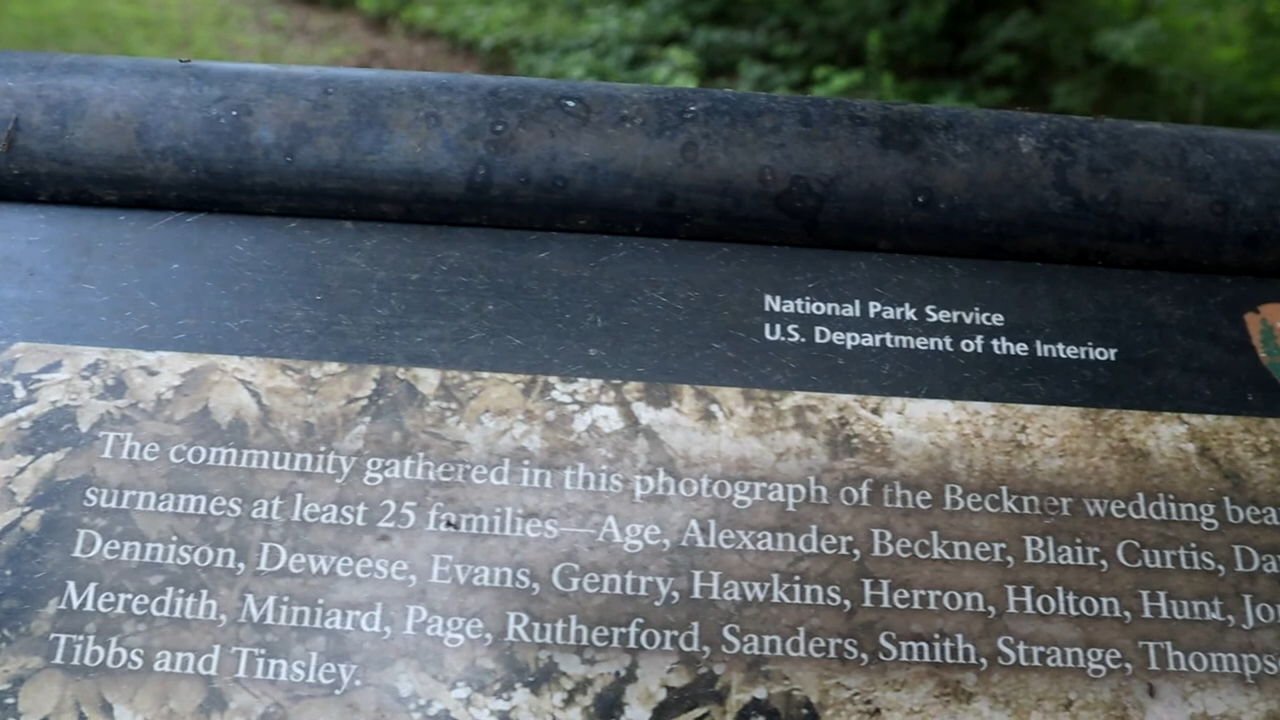 National Park Service
U.S. Department of the Interior
The community gathered in this photograph of the Beckner wedding
surnames at least 25 families—Age, Alexander, Beckner, Blair, Curtis,
Dennison, Deweese, Evans, Gentry, Hawkins, Herron, Holton, Hunt,
Meredith, Miniard, Page, Rutherford, Sanders, Smith, Strange,
Tibbs and Tinsley.